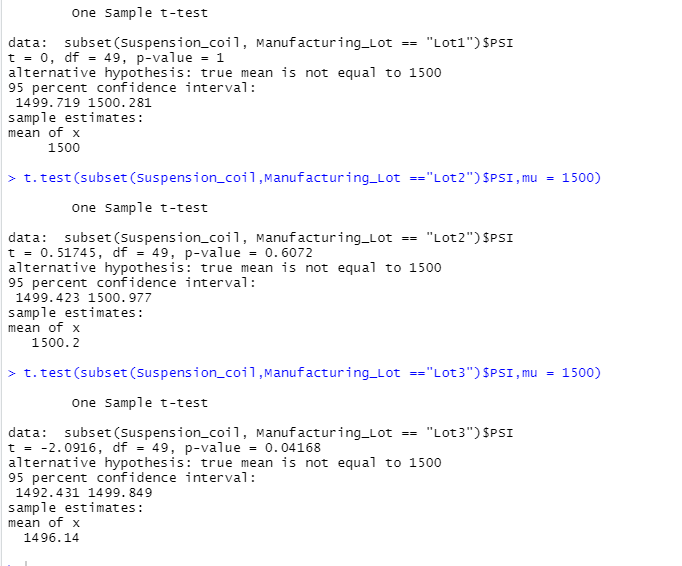 One Sample t-test

data:  subset(Suspension_coil, Manufacturing_Lot == "Lot1")$PSI
t = 0, df = 49, p-value = 1
alternative hypothesis: true mean is not equal to 1500
95 percent confidence interval:
 1499.719 1500.281
sample estimates:
mean of x
     1500

> t.test(subset(Suspension_coil,Manufacturing_Lot =="Lot2")$PSI,mu = 1500)

        One Sample t-test

data:  subset(Suspension_coil, Manufacturing_Lot == "Lot2")$PSI
t = 0.51745, df = 49, p-value = 0.6072
alternative hypothesis: true mean is not equal to 1500
95 percent confidence interval:
 1499.423 1500.977
sample estimates:
mean of x
   1500.2

> t.test(subset(Suspension_coil,Manufacturing_Lot =="Lot3")$PSI,mu = 1500)

        One Sample t-test

data:  subset(Suspension_coil, Manufacturing_Lot == "Lot3")$PSI
t = -2.0916, df = 49, p-value = 0.04168
alternative hypothesis: true mean is not equal to 1500
95 percent confidence interval:
 1492.431 1499.849
sample estimates:
mean of x
  1496.14